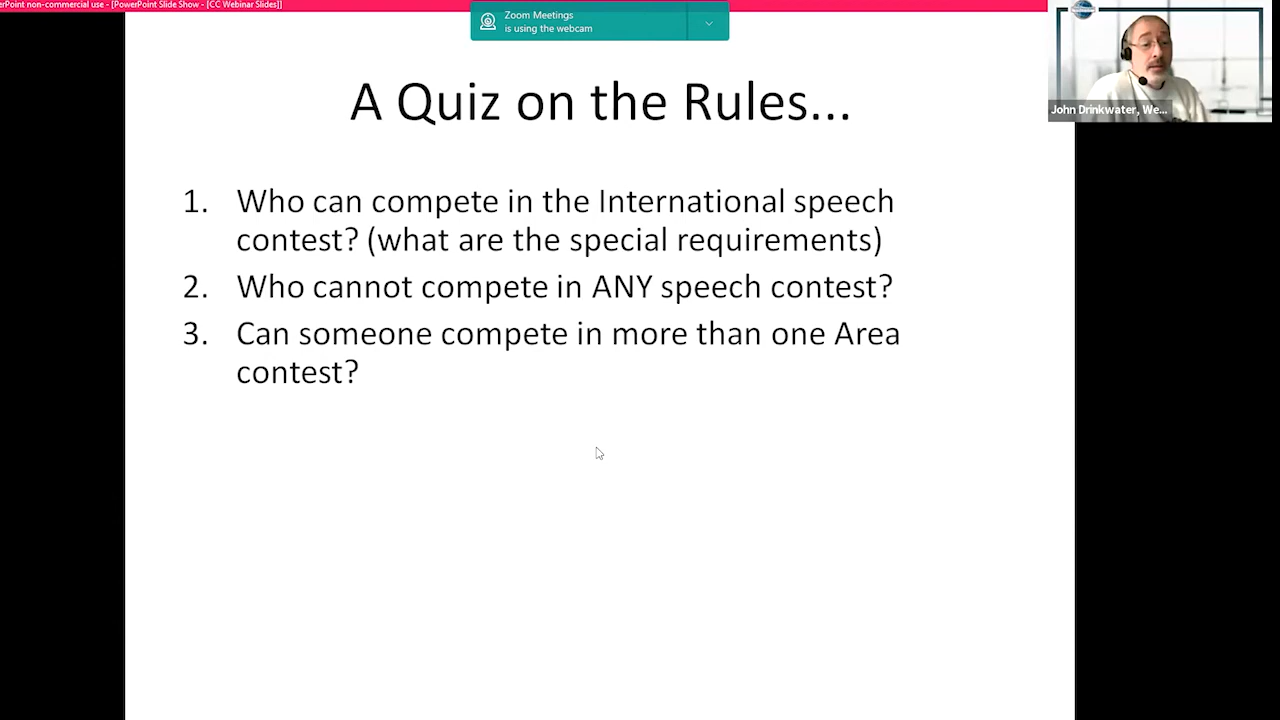 erPoint non-commercial use - [PowerPoint Slide Show - [CC Webinar Slides]]
Zoom Meetings
is using the webcam
John Drinkwater, We...
A Quiz on the Rules...
1. Who can compete in the International speech
contest? (what are the special requirements)
2. Who cannot compete in ANY speech contest?
3. Can someone compete in more than one Area
contest?